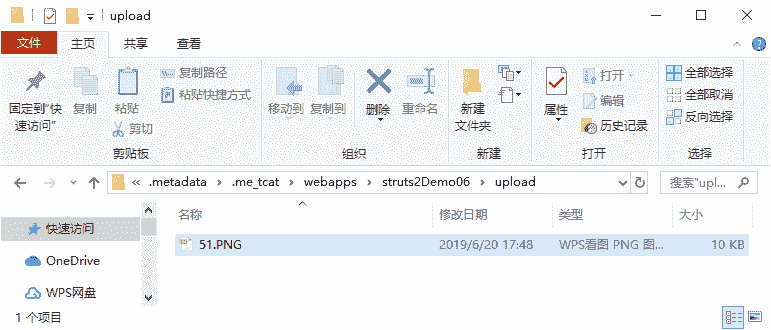 upload
文件 主页 共享 查看
固定到"快速访问" 复制 粘贴 复制路径 粘贴快捷方式 剪切 移动到 复制到 删除 重命名 新建文件夹 属性 打开 编辑 历史记录 全部选择 全部取消 反向选择
剪贴板 组织 新建 打开 选择
« .metadata > .me_tcat > webapps > struts2Demo06 > upload 搜索"upl...
名称 修改日期 类型 大小
快速访问 51.PNG 2019/6/20 17:48 WPS看图 PNG 图... 10 KB
OneDrive
WPS网盘
1 个项目